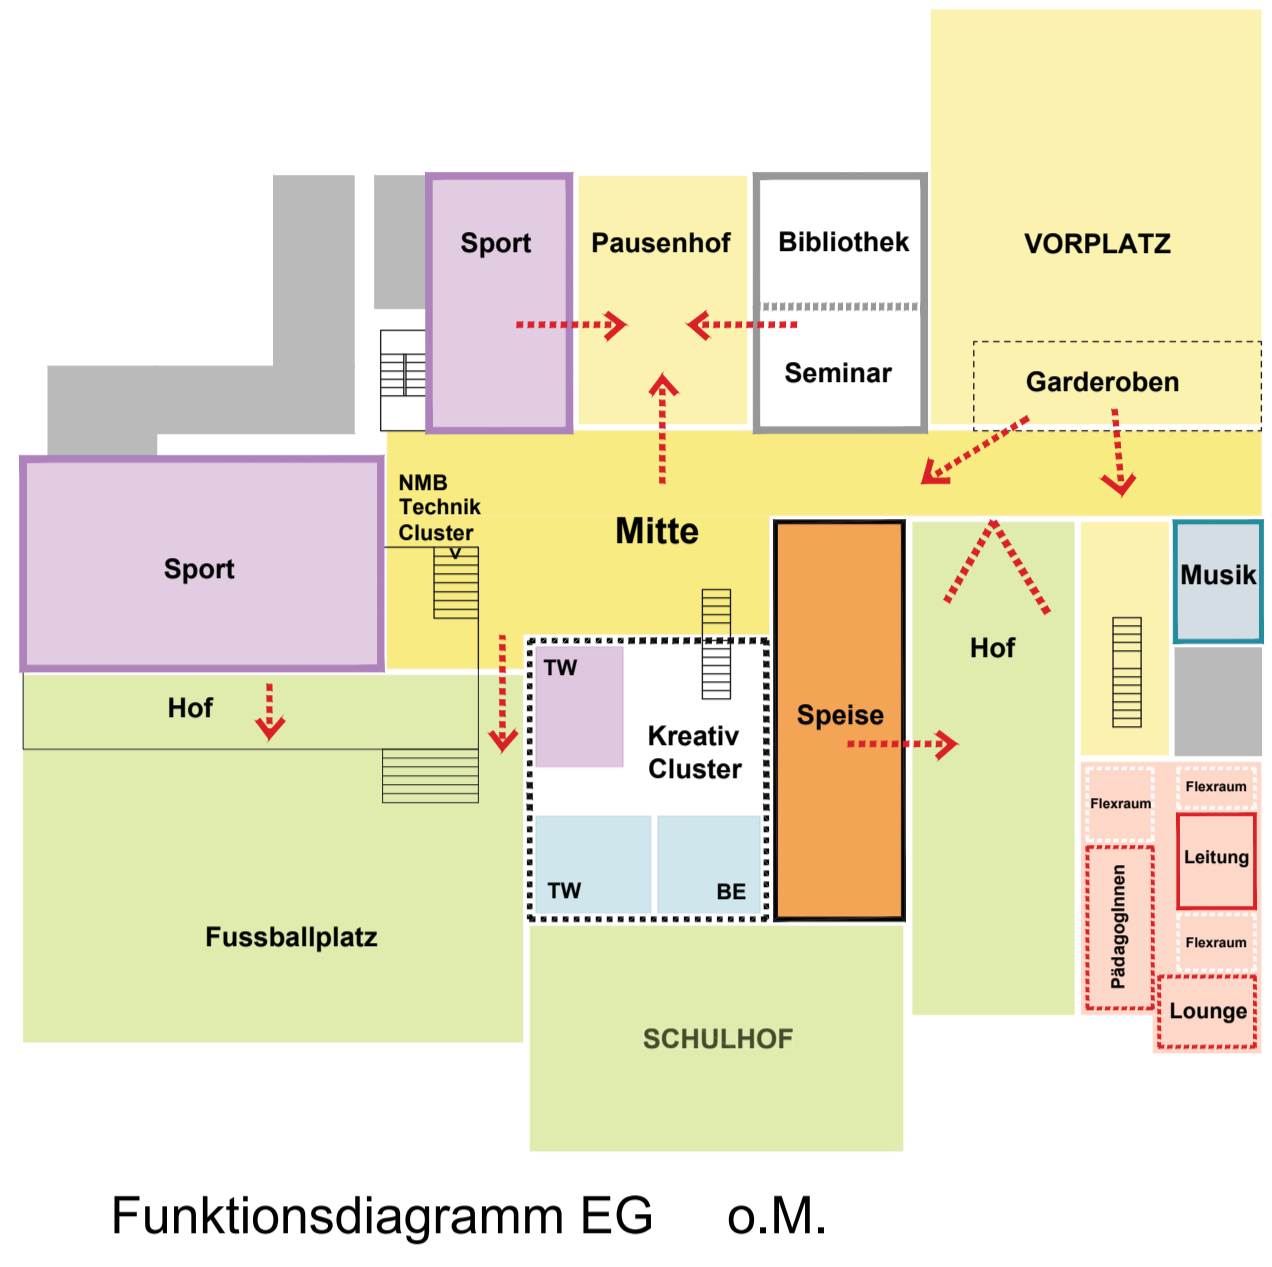 Sport
Pausenhof
Bibliothek
VORPLATZ
Seminar
Garderoben
NMB
Technik
Cluster
Mitte
Sport
Musik
Hof
TW
Hof
Kreativ
Cluster
Speise
Flexraum
Flexraum
Leitung
PädagogInnen
TW
BE
Fussballplatz
Flexraum
Lounge
SCHULHOF
Funktionsdiagramm EG o.M.